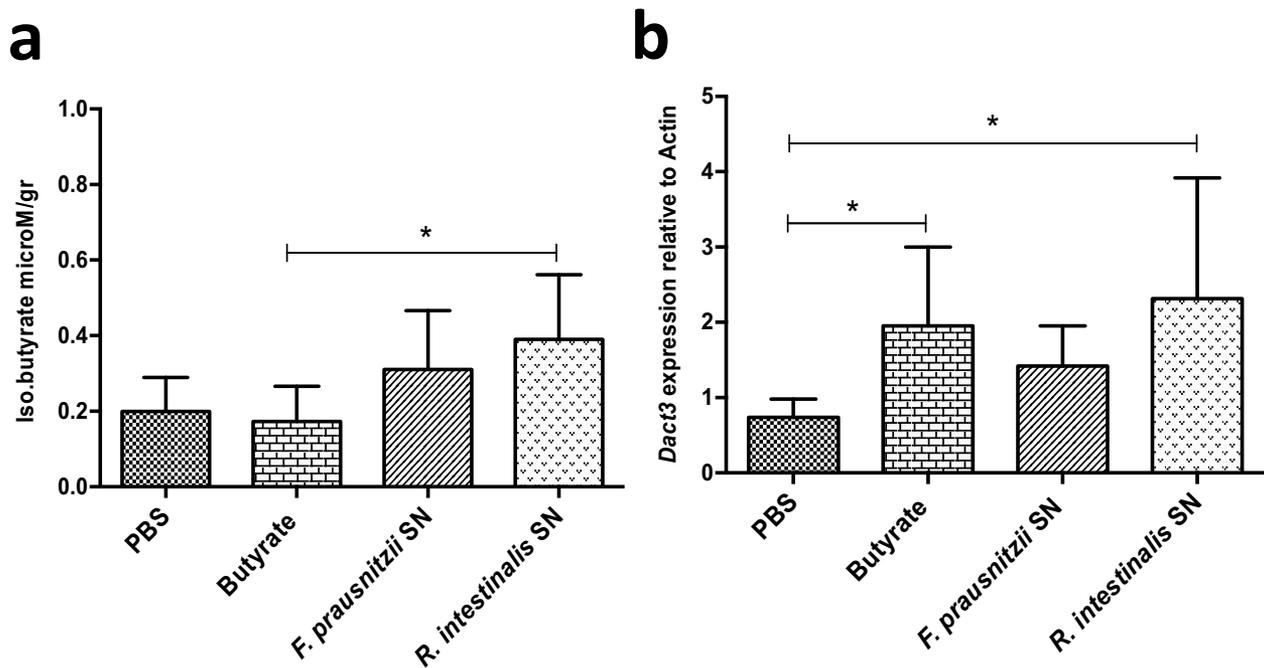 a
Iso.butyrate microM/gr
1.0
0.8
0.6
0.4
0.2
0.0
*
PBS
Butyrate
F. prausnitzii SN
R. intestinalis SN
b
Dact3 expression relative to Actin
5
4
3
2
1
0
*
*
PBS
Butyrate
F. prausnitzii SN
R. intestinalis SN